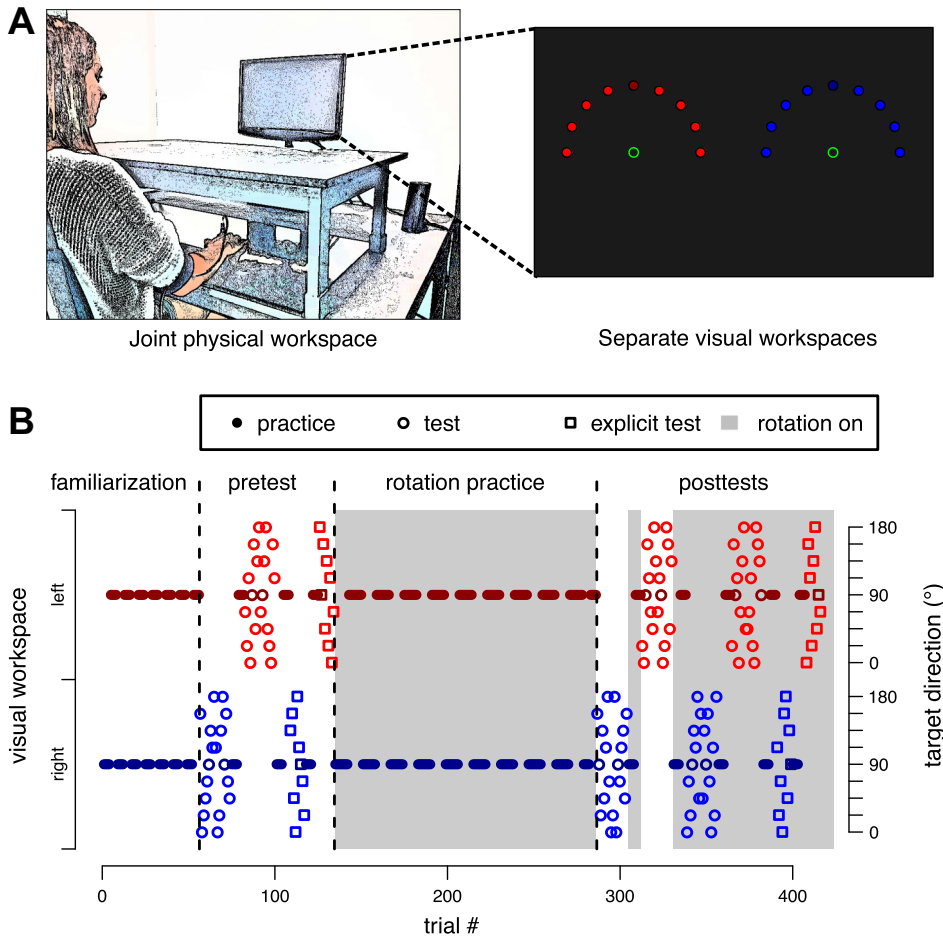 A
Joint physical workspace
Separate visual workspaces
B
practice
test
explicit test
rotation on
familiarization
pretest
rotation practice
posttests
visual workspace
left
right
180
90
0
180
90
0
target direction (°)
0
100
200
300
400
trial #